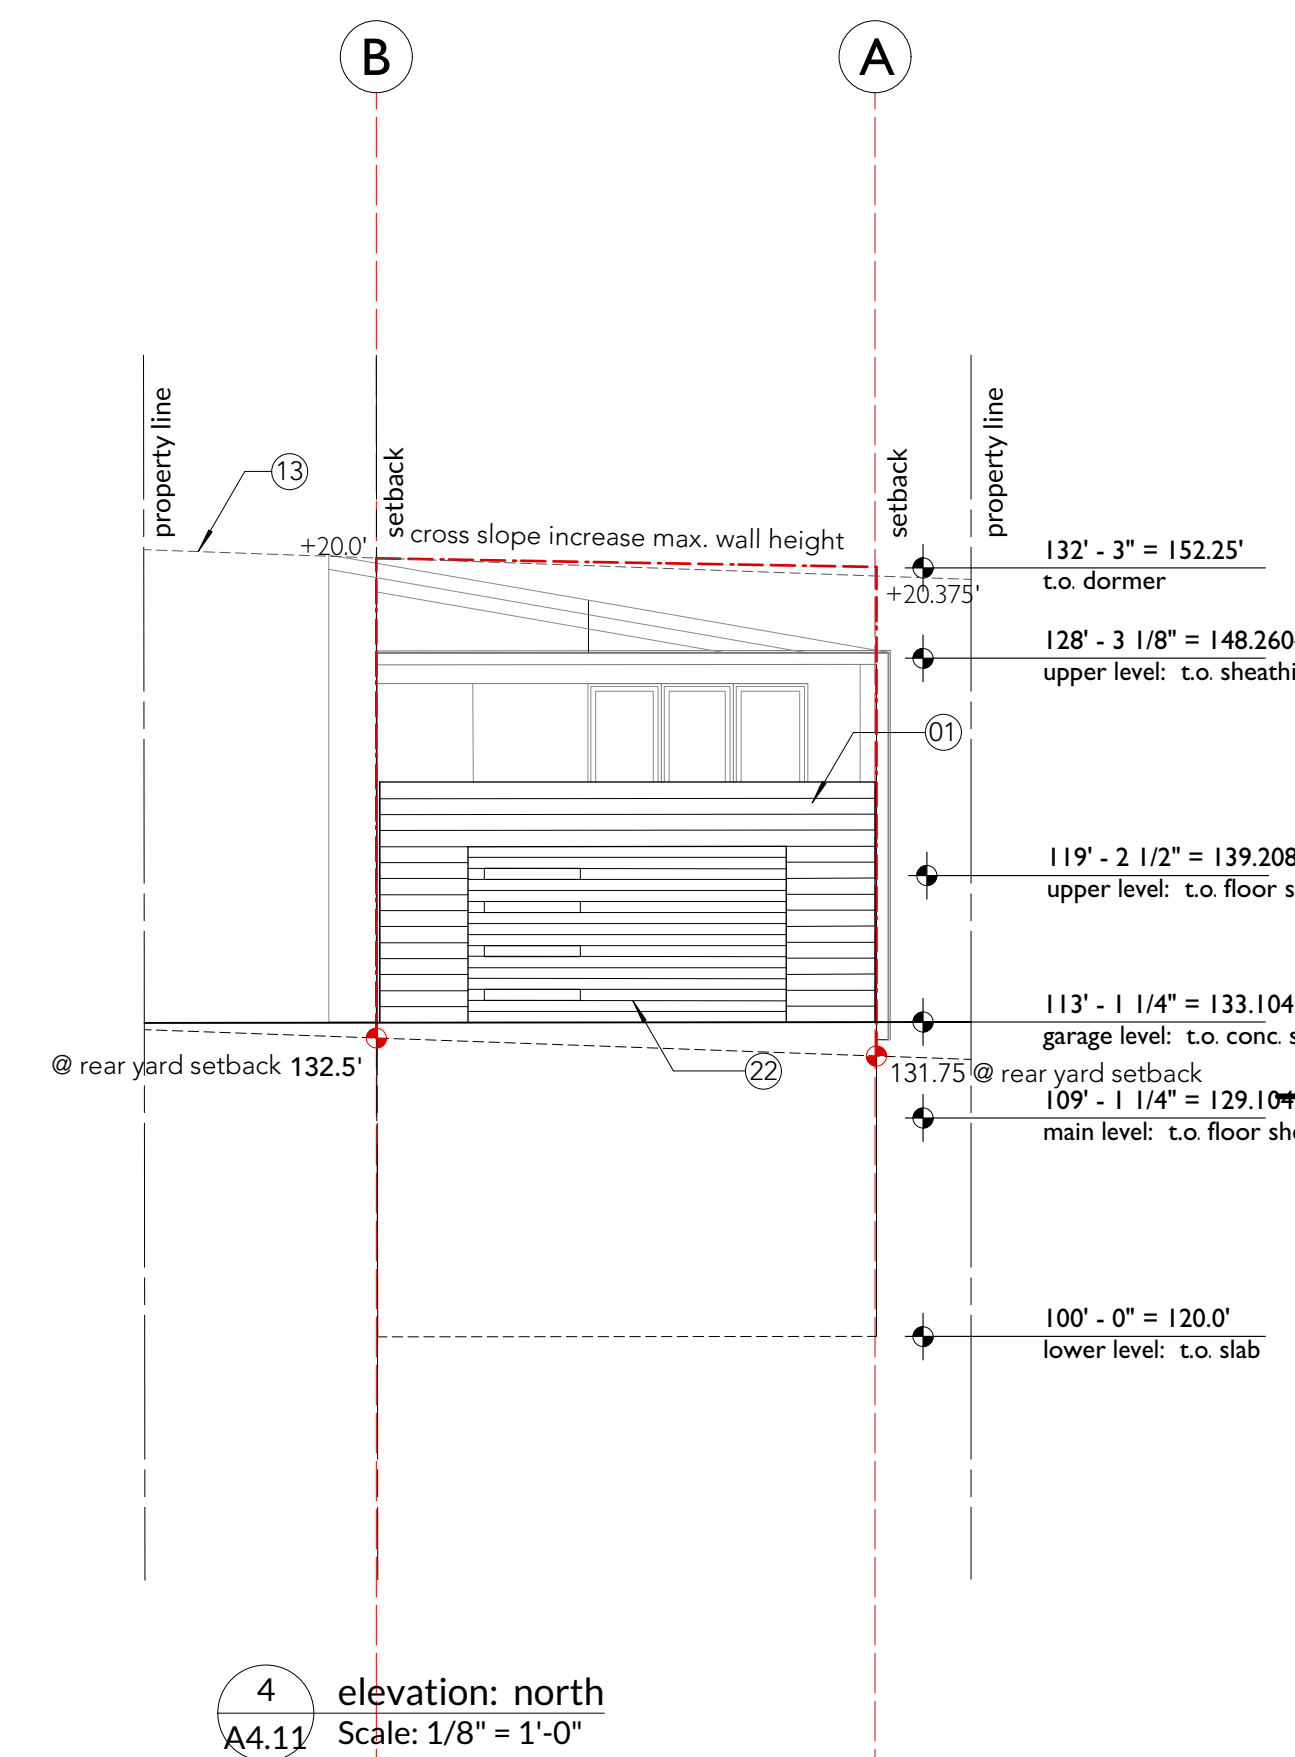 B
A
property line
setback
setback
property line
13
+20.0'
cross slope increase max. wall height
132' - 3" = 152.25'
t.o. dormer
+20.375'
128' - 3 1/8" = 148.260
upper level: t.o. sheathi
01
119' - 2 1/2" = 139.208
upper level: t.o. floor s
113' - 1 1/4" = 133.104
garage level: t.o. conc. s
@ rear yard setback 132.5'
22
131.75 @ rear yard setback
109' - 1 1/4" = 129.104
main level: t.o. floor she
100' - 0" = 120.0'
lower level: t.o. slab
4
elevation: north
A4.11
Scale: 1/8" = 1'-0"